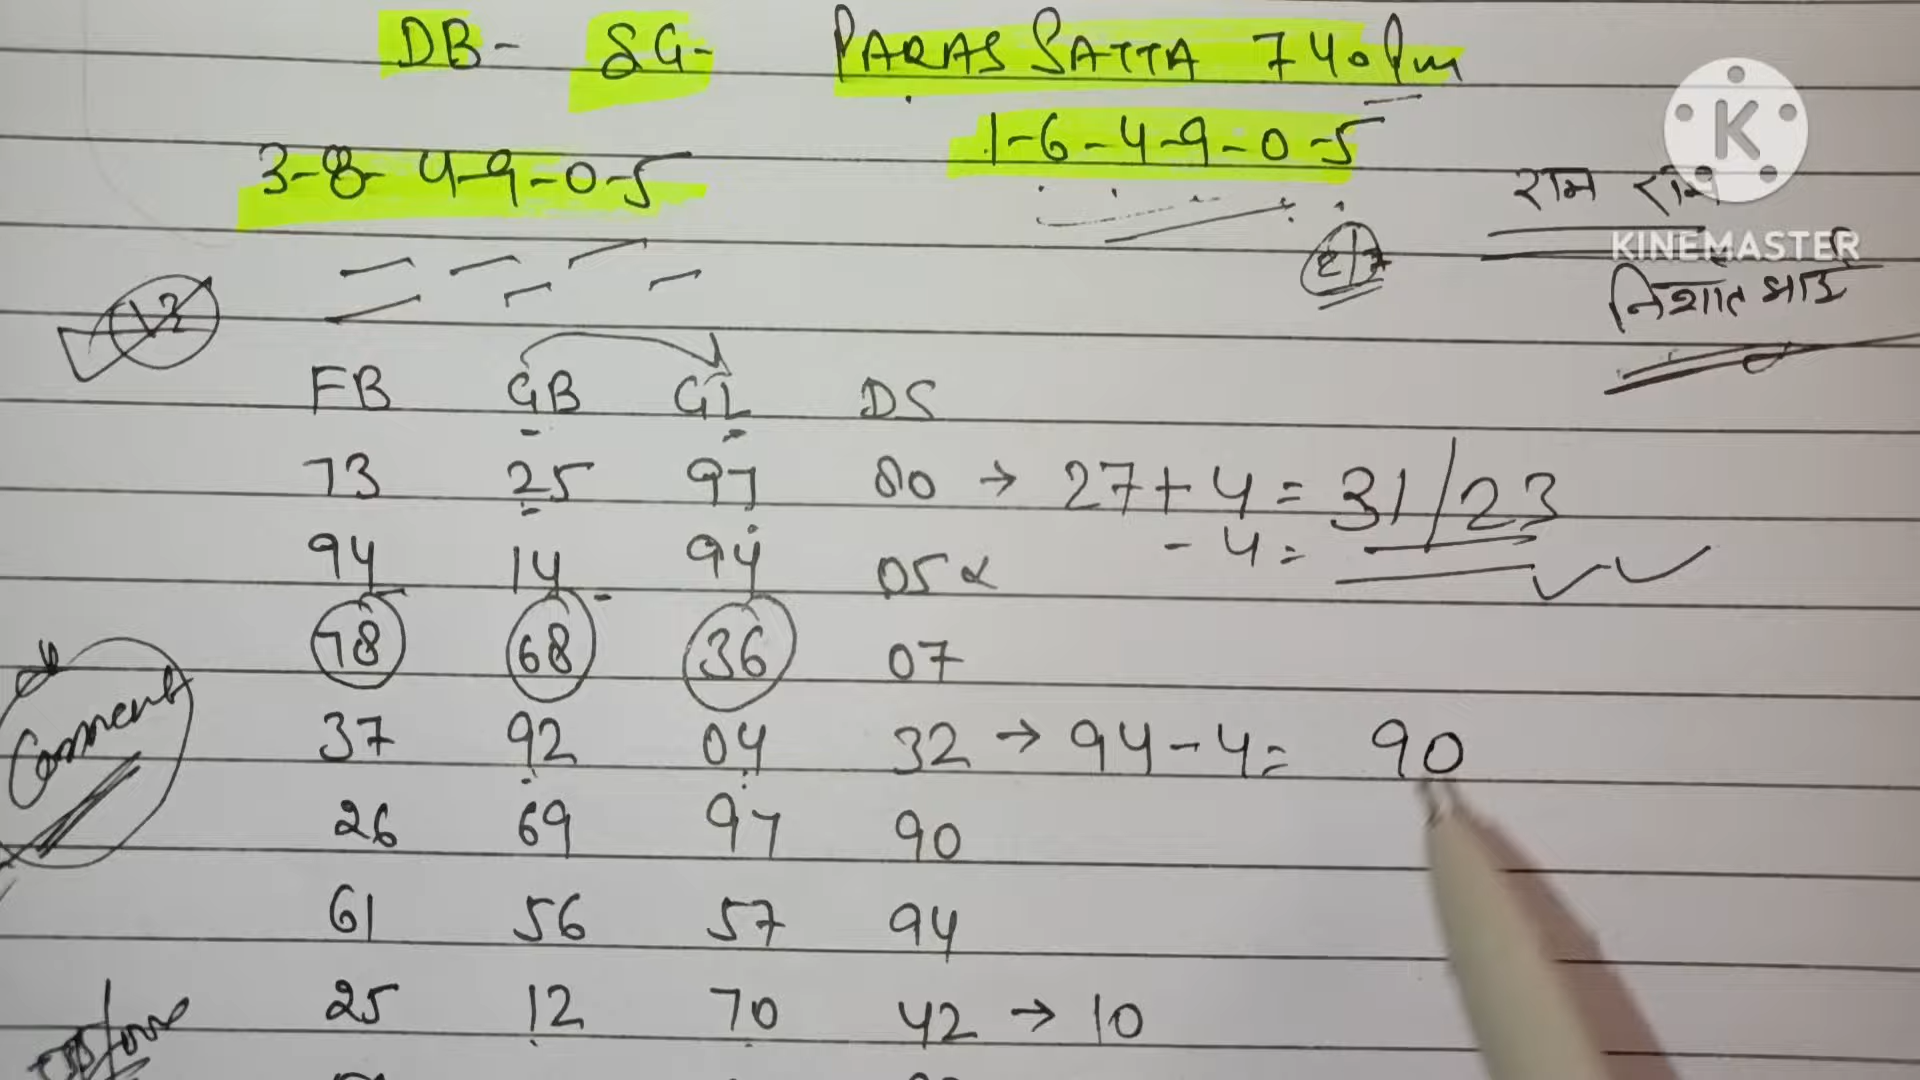 DB- SG- PARAS SATTA 740Pm
3-8-4-9-0-5 1-6-4-9-0-5
K
KINEMASTER
राम राम
निशांत भाई
13
FB GB GL DS
73 25 97 80 → 27+4= 31/23
-4=
94 14 94 05
78 68 36 07
37 92 04 32 → 94-4= 90
Comment
26 69 97 90
61 56 57 94
25 12 70 42 → 10